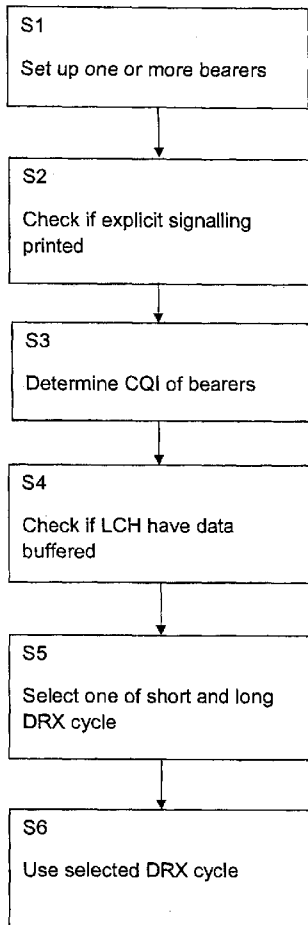 S1
Set up one or more bearers
S2
Check if explicit signalling
printed
S3
Determine CQI of bearers
S4
Check if LCH have data
buffered
S5
Select one of short and long
DRX cycle
S6
Use selected DRX cycle